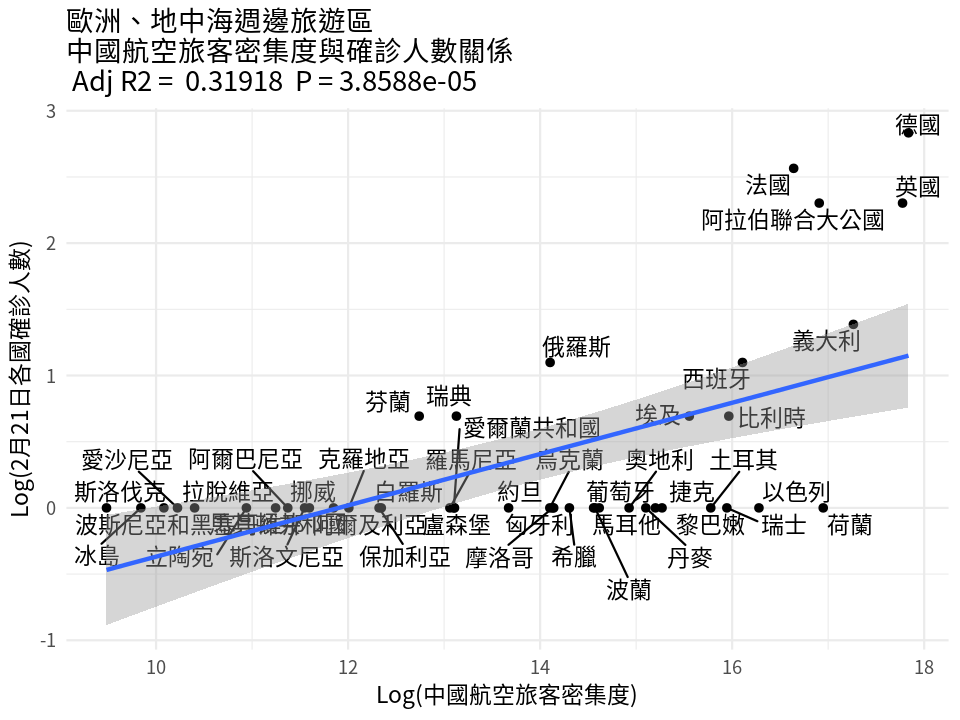 歐洲、地中海週邊旅遊區
中國航空旅客密集度與確診人數關係
Adj R2 = 0.31918 P = 3.8588e-05
3
德國
法國
英國
阿拉伯聯合大公國
2
義大利
俄羅斯
1
西班牙
芬蘭
瑞典
埃及
比利時
愛爾蘭共和國
愛沙尼亞
阿爾巴尼亞
克羅地亞
羅馬尼亞
烏克蘭
奧地利
土耳其
斯洛伐克
拉脫維亞
挪威
白羅斯
約旦
葡萄牙
捷克
以色列
0
波斯尼亞和黑塞哥維那
盧森堡
匈牙利
馬耳他
黎巴嫩
瑞士
荷蘭
冰島
立陶宛
斯洛文尼亞
保加利亞
摩洛哥
希臘
丹麥
波蘭
-1
10
12
14
16
18
Log(中國航空旅客密集度)
Log(2月21日各國確診人數)